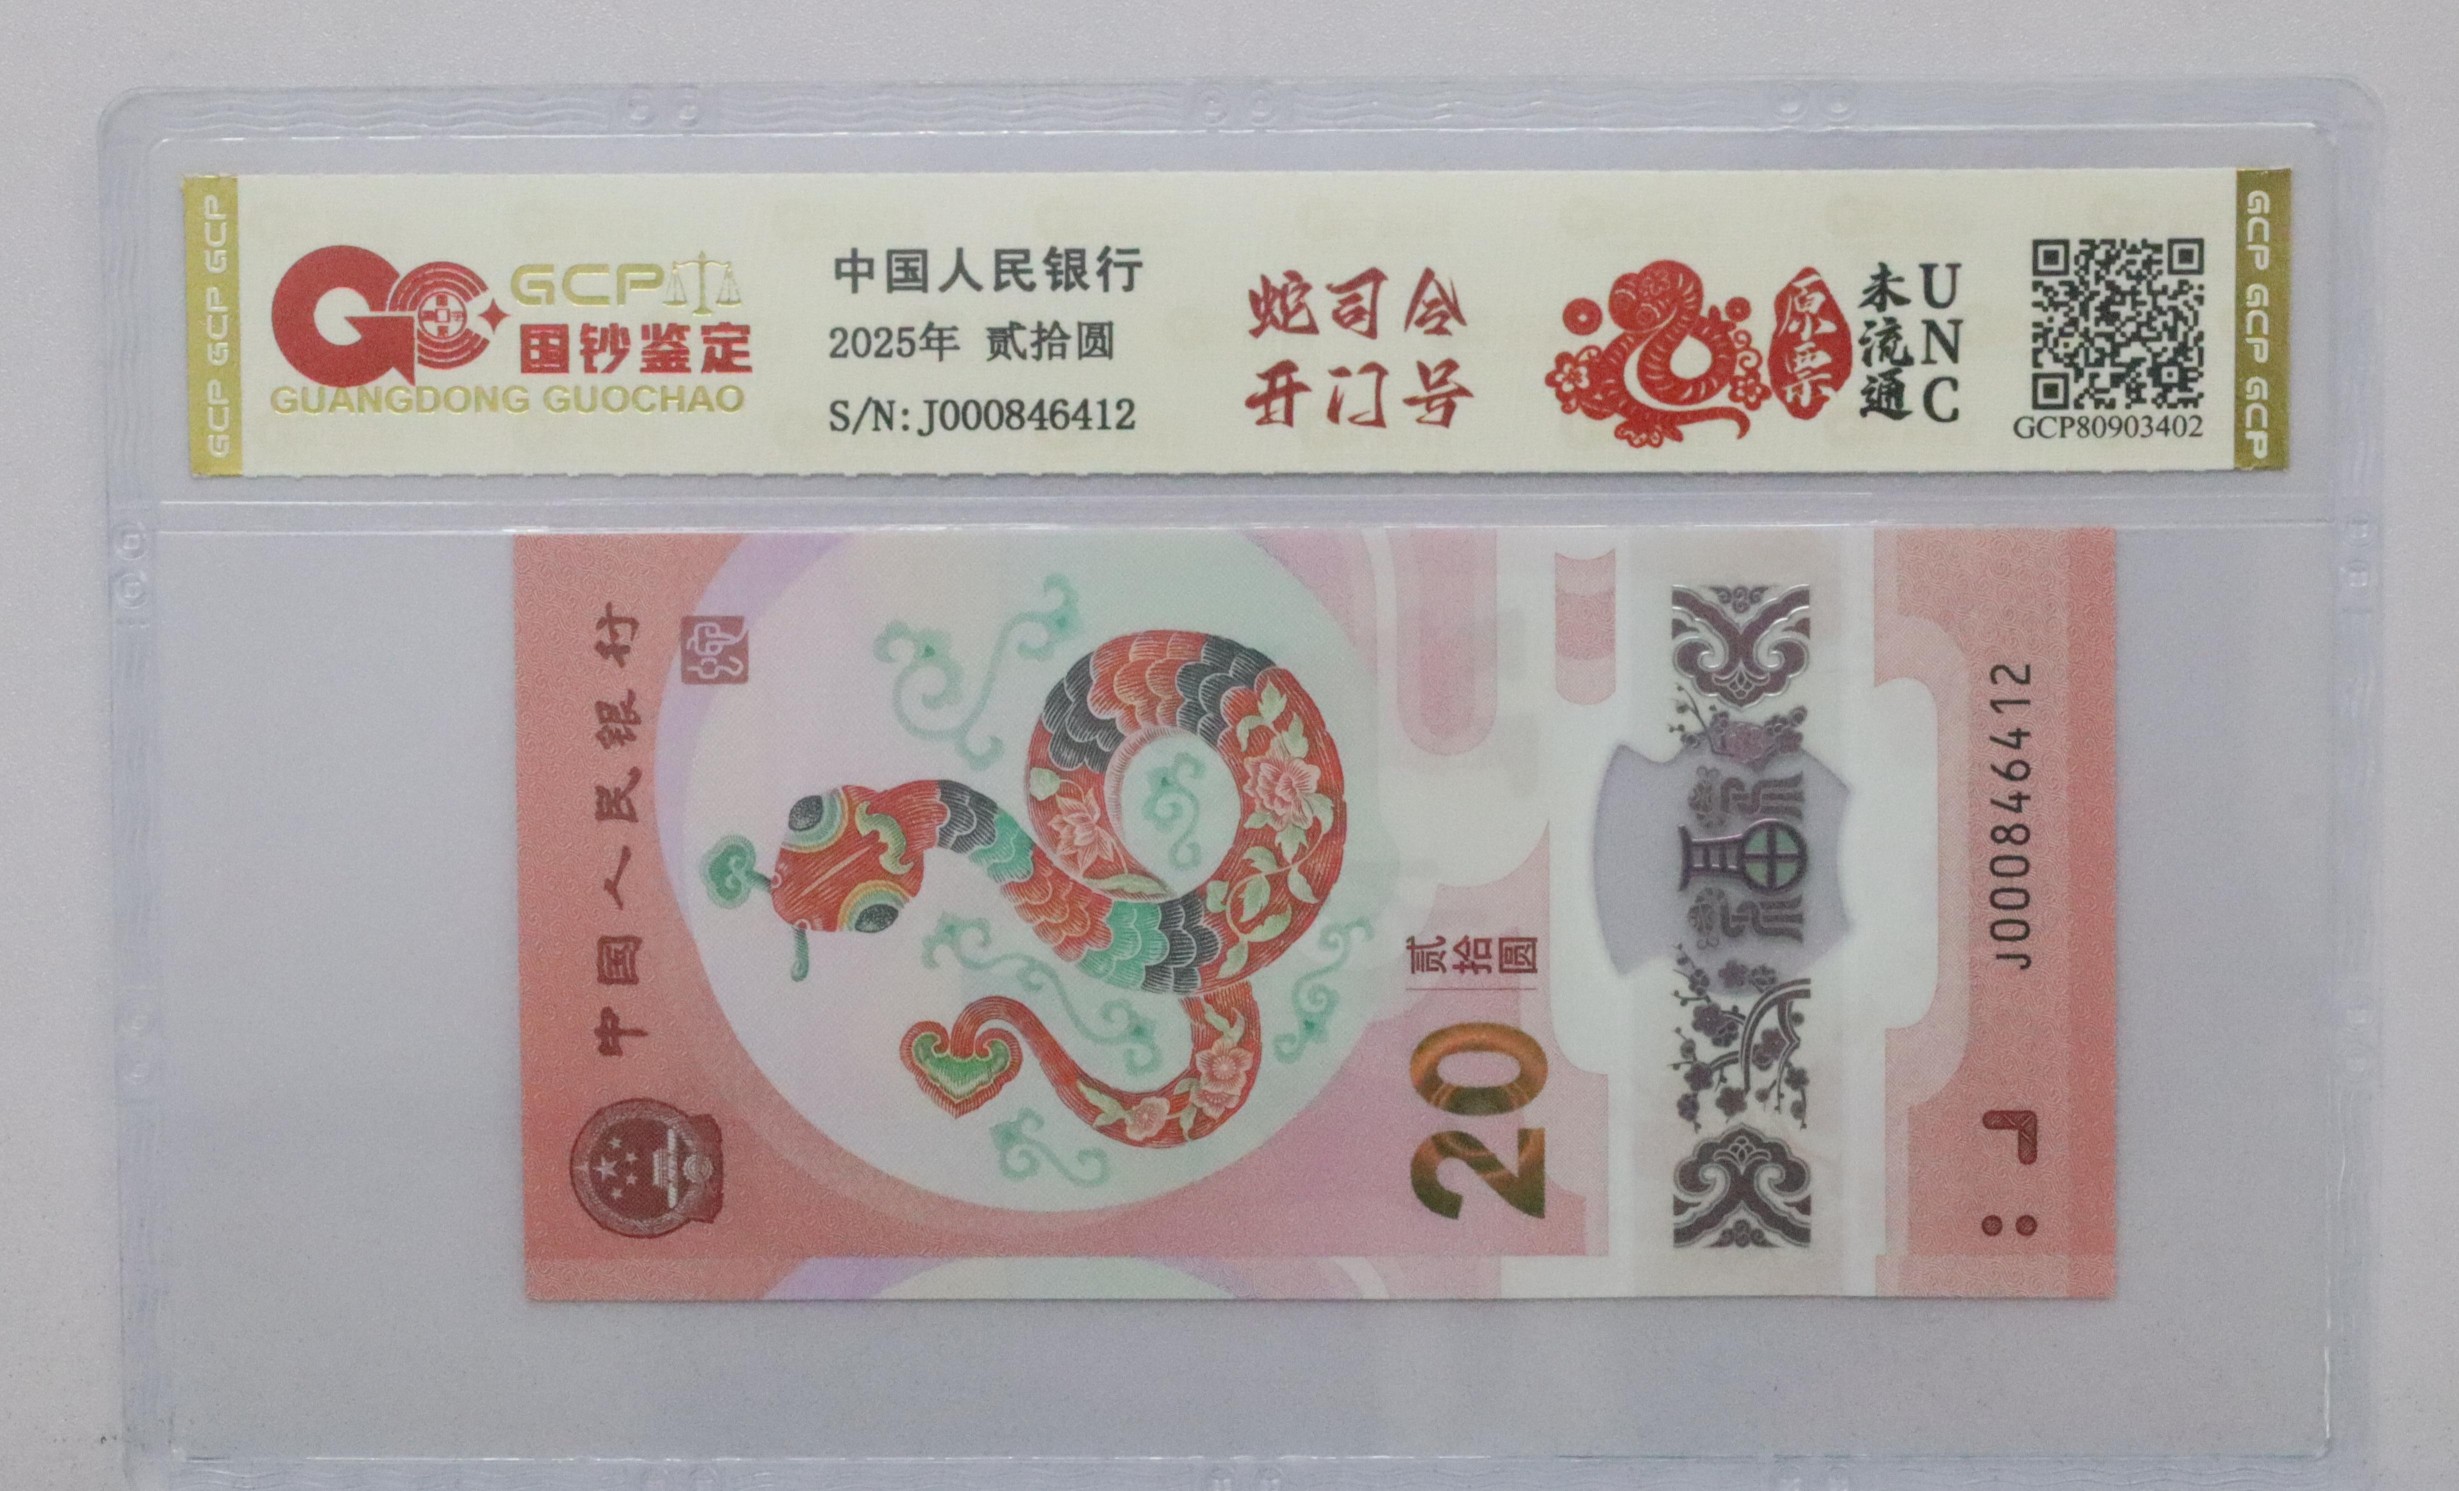 GCP GCP GCP
GCP
国钞鉴定
GUANGDONG GUOCHAO
中国人民银行
2025年 贰拾圆
S/N: J000846412
蛇司令
开门号
原票
未流通
UNC
GCP80903402
GCP GCP GCP
中国人民银行
蛇
20
贰拾圆
福
J000846412